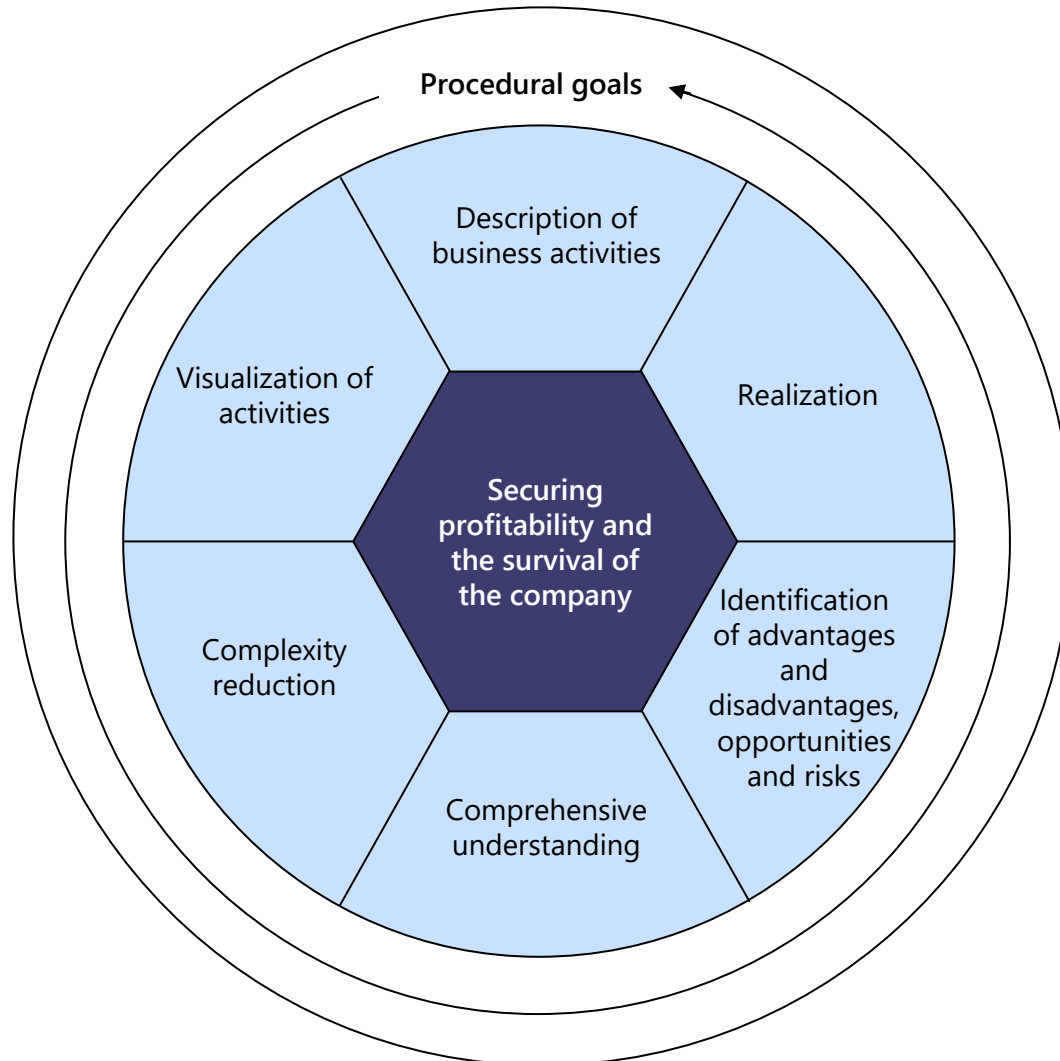 Procedural goals
Description of
business activities
Visualization of
activities
Realization
Securing
profitability and
the survival of
the company
Complexity
reduction
Identification
of advantages
and
disadvantages,
opportunities
and risks
Comprehensive
understanding